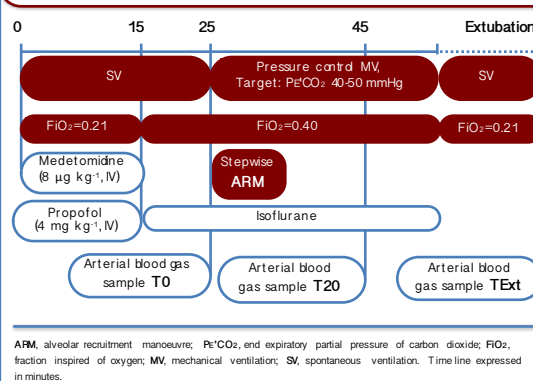 0 15 25 45 Extubation
SV
Pressure control MV,
Target: PE'CO₂ 40-50 mmHg
SV
FiO₂=0.21
FiO₂=0.40
FiO₂=0.21
Medetomidine
(8 µg kg⁻¹, IV)
Stepwise
ARM
Propofol
(4 mg kg⁻¹, IV)
Isoflurane
Arterial blood gas
sample T0
Arterial blood
gas sample T20
Arterial blood
gas sample TExt
ARM, alveolar recruitment manoeuvre; PE'CO₂, end expiratory partial pressure of carbon dioxide; FiO₂,
fraction inspired of oxygen; MV, mechanical ventilation; SV, spontaneous ventilation. Time line expressed
in minutes.